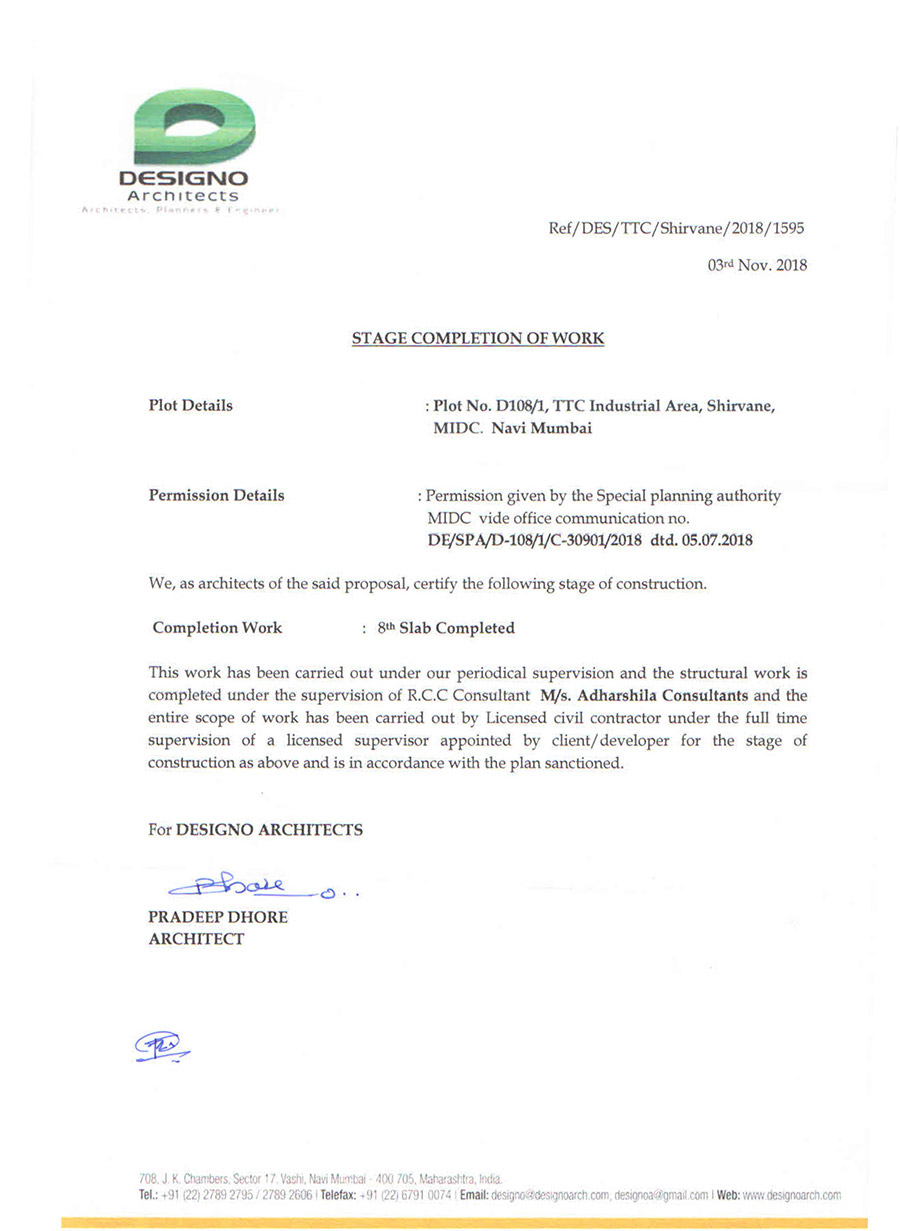 DESIGNO
Architects
Architects, Planners & Engineer
Ref/DES/TTC/Shirvane/2018/1595
03rd Nov. 2018
STAGE COMPLETION OF WORK
Plot Details : Plot No. D108/1, TTC Industrial Area, Shirvane,
MIDC. Navi Mumbai
Permission Details : Permission given by the Special planning authority
MIDC vide office communication no.
DE/SPA/D-108/1/C-30901/2018 dtd. 05.07.2018
We, as architects of the said proposal, certify the following stage of construction.
Completion Work : 8th Slab Completed
This work has been carried out under our periodical supervision and the structural work is
completed under the supervision of R.C.C Consultant M/s. Adharshila Consultants and the
entire scope of work has been carried out by Licensed civil contractor under the full time
supervision of a licensed supervisor appointed by client/developer for the stage of
construction as above and is in accordance with the plan sanctioned.
For DESIGNO ARCHITECTS
PRADEEP DHORE
ARCHITECT
708, J. K. Chambers, Sector 17, Vashi, Navi Mumbai - 400 705, Maharashtra, India.
Tel.: +91 (22) 2789 2795 / 2789 2606 | Telefax: +91 (22) 6791 0074 | Email: designo@designoarch.com, designoa@gmail.com | Web: www.designoarch.com